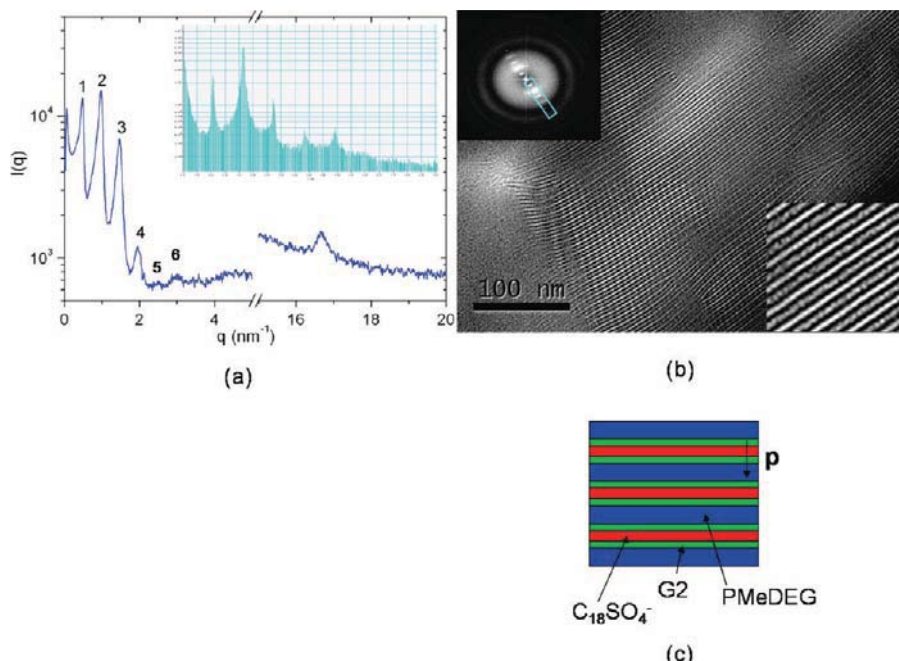 10⁴
10³
I(q)
1
2
3
4
5
6
0 2 4 16 18 20
q (nm⁻¹)
(a)
100 nm
(b)
p
G2
PMeDEG
C₁₈SO₄⁻
(c)